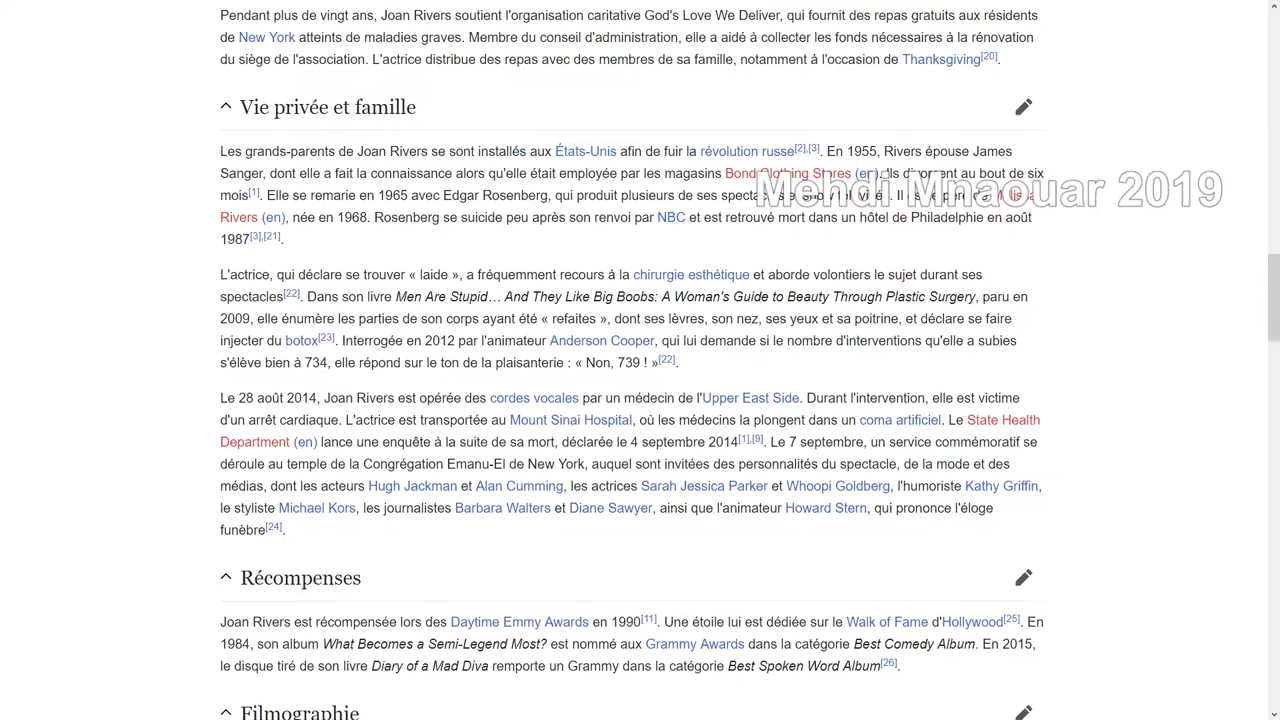 Pendant plus de vingt ans, Joan Rivers soutient l'organisation caritative God's Love We Deliver, qui fournit des repas gratuits aux résidents
de New York atteints de maladies graves. Membre du conseil d'administration, elle a aidé à collecter les fonds nécessaires à la rénovation
du siège de l'association. L'actrice distribue des repas avec des membres de sa famille, notamment à l'occasion de Thanksgiving[20].
Vie privée et famille
Les grands-parents de Joan Rivers se sont installés aux États-Unis afin de fuir la révolution russe[2],[3]. En 1955, Rivers épouse James
Sanger, dont elle a fait la connaissance alors qu'elle était employée par les magasins Bond Clothing Stores (en). Ils divorcent au bout de six
Mehdi Mnaouar 2019
mois[1]. Elle se remarie en 1965 avec Edgar Rosenberg, qui produit plusieurs de ses
Rivers (en), née en 1968. Rosenberg se suicide peu après son renvoi par NBC et est retrouvé mort dans un hôtel de Philadelphie en août
1987[3],[21].
L'actrice, qui déclare se trouver « laide », a fréquemment recours à la chirurgie esthétique et aborde volontiers le sujet durant ses
spectacles[22]. Dans son livre Men Are Stupid… And They Like Big Boobs: A Woman's Guide to Beauty Through Plastic Surgery, paru en
2009, elle énumère les parties de son corps ayant été « refaites », dont ses lèvres, son nez, ses yeux et sa poitrine, et déclare se faire
injecter du botox[23]. Interrogée en 2012 par l'animateur Anderson Cooper, qui lui demande si le nombre d'interventions qu'elle a subies
s'élève bien à 734, elle répond sur le ton de la plaisanterie : « Non, 739 ! »[22].
Le 28 août 2014, Joan Rivers est opérée des cordes vocales par un médecin de l'Upper East Side. Durant l'intervention, elle est victime
d'un arrêt cardiaque. L'actrice est transportée au Mount Sinai Hospital, où les médecins la plongent dans un coma artificiel. Le State Health
Department (en) lance une enquête à la suite de sa mort, déclarée le 4 septembre 2014[1],[9]. Le 7 septembre, un service commémoratif se
déroule au temple de la Congrégation Emanu-El de New York, auquel sont invitées des personnalités du spectacle, de la mode et des
médias, dont les acteurs Hugh Jackman et Alan Cumming, les actrices Sarah Jessica Parker et Whoopi Goldberg, l'humoriste Kathy Griffin,
le styliste Michael Kors, les journalistes Barbara Walters et Diane Sawyer, ainsi que l'animateur Howard Stern, qui prononce l'éloge
funèbre[24].
Récompenses
Joan Rivers est récompensée lors des Daytime Emmy Awards en 1990[11]. Une étoile lui est dédiée sur le Walk of Fame d'Hollywood[25]. En
1984, son album What Becomes a Semi-Legend Most? est nommé aux Grammy Awards dans la catégorie Best Comedy Album. En 2015,
le disque tiré de son livre Diary of a Mad Diva remporte un Grammy dans la catégorie Best Spoken Word Album[26].
Filmographie